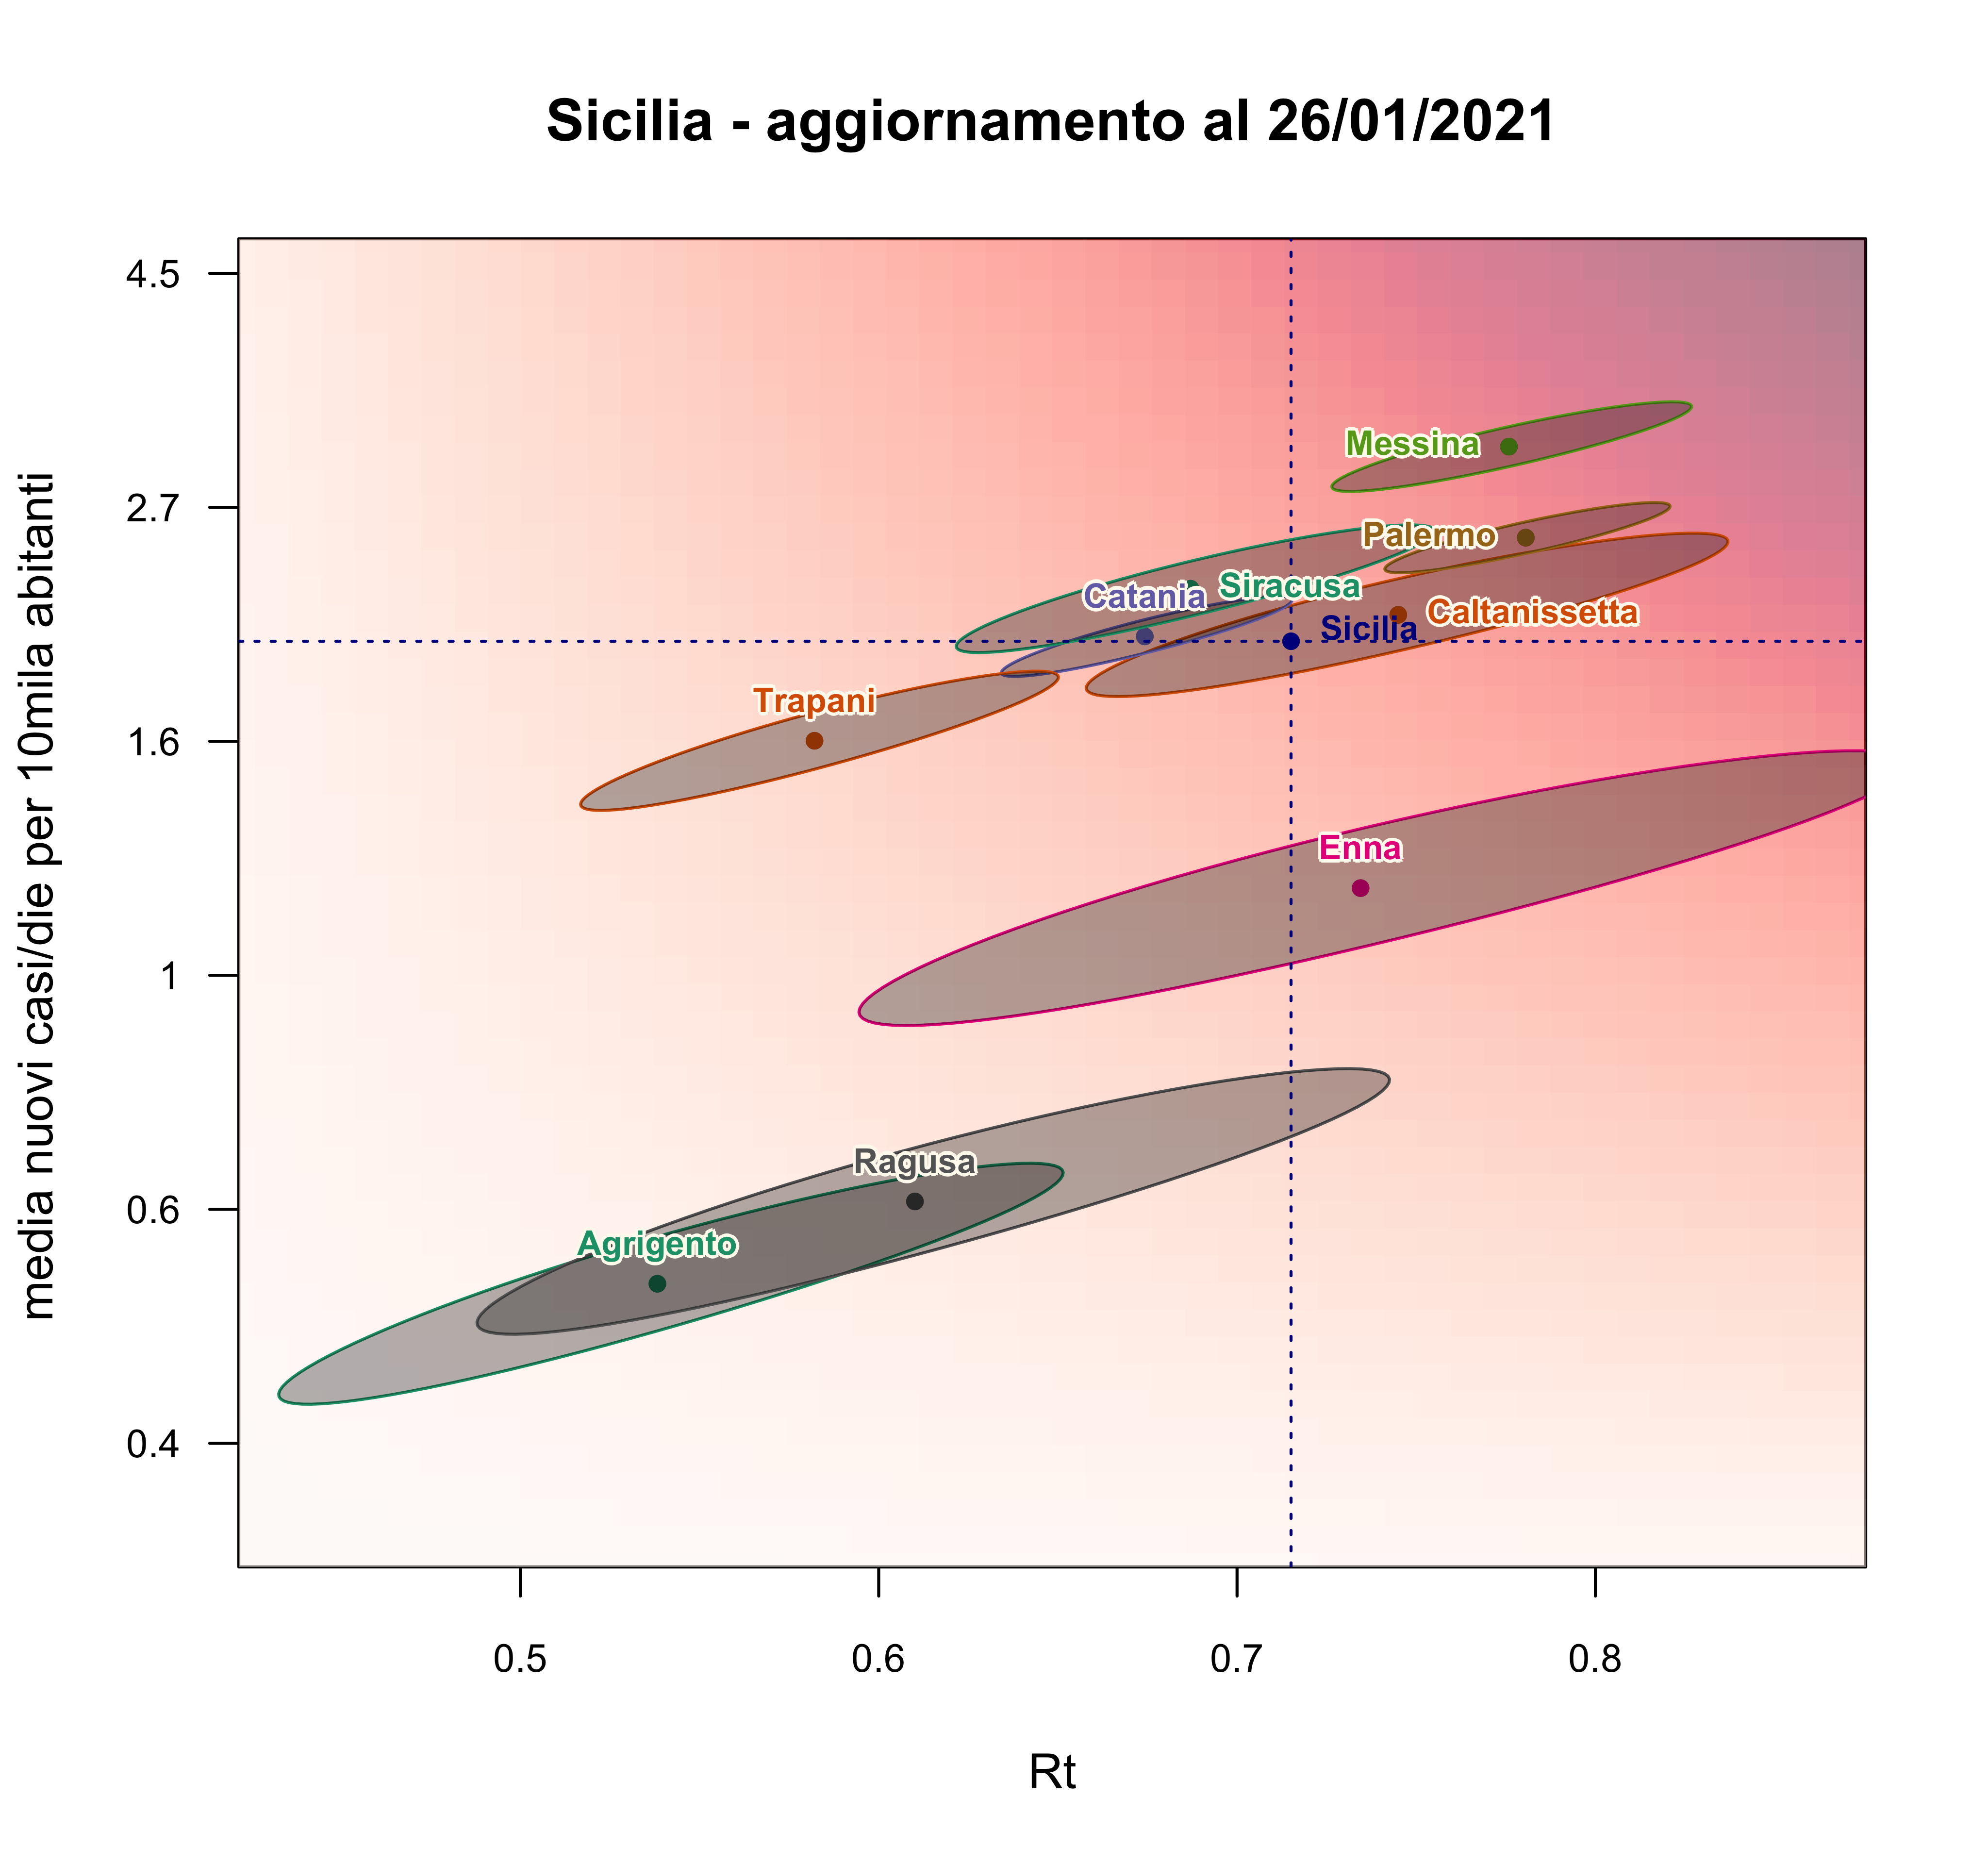 Sicilia - aggiornamento al 26/01/2021
media nuovi casi/die per 10mila abitanti
4.5
2.7
1.6
1
0.6
0.4
Messina
Palermo
Siracusa
Catania
Caltanissetta
Sicilia
Trapani
Enna
Ragusa
Agrigento
0.5
0.6
0.7
0.8
Rt